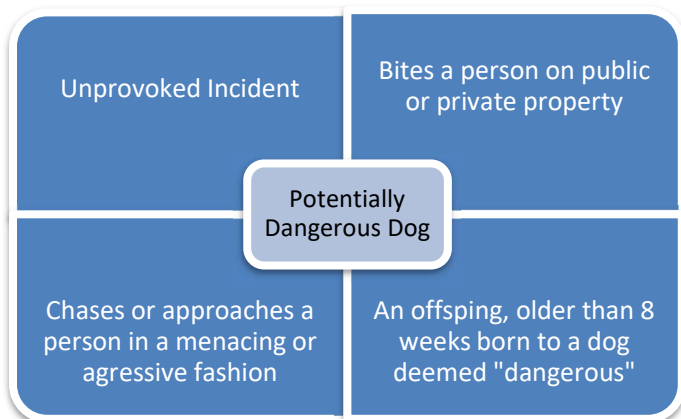 Unprovoked Incident
Bites a person on public
or private property
Potentially
Dangerous Dog
Chases or approaches a
person in a menacing or
agressive fashion
An offsping, older than 8
weeks born to a dog
deemed "dangerous"